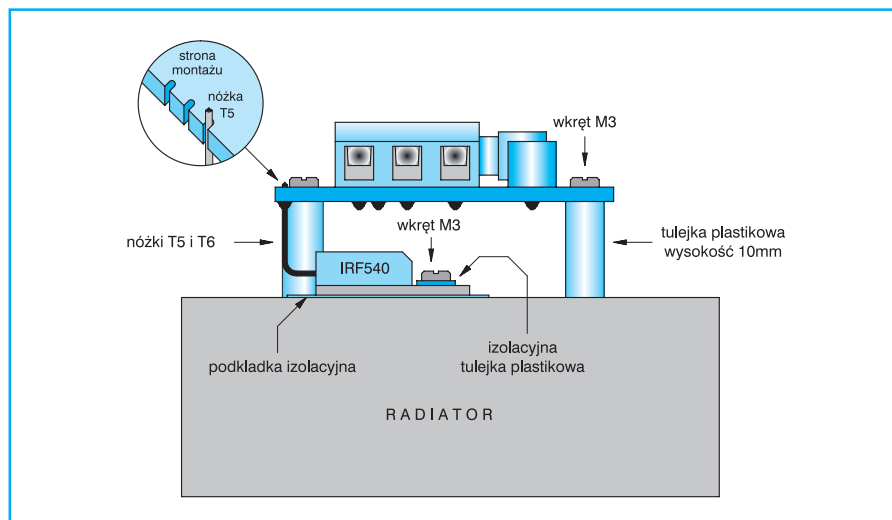 strona
montażu
nóżka
T5
wkręt M3
nóżki T5 i T6
wkręt M3
tulejka plastikowa
wysokość 10mm
IRF540
podkladka izolacyjna
izolacyjna
tulejka plastikowa
RADIATOR